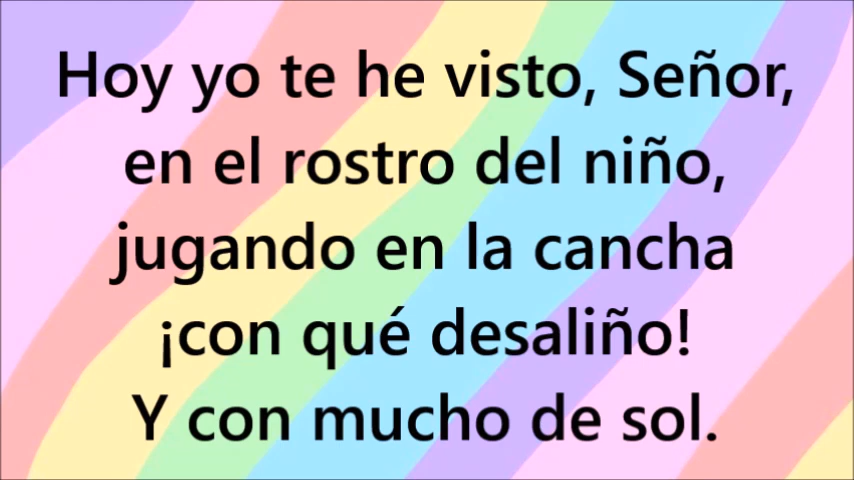 Hoy yo te he visto, Señor,
en el rostro del niño,
jugando en la cancha
¡con qué desaliño!
Y con mucho de sol.